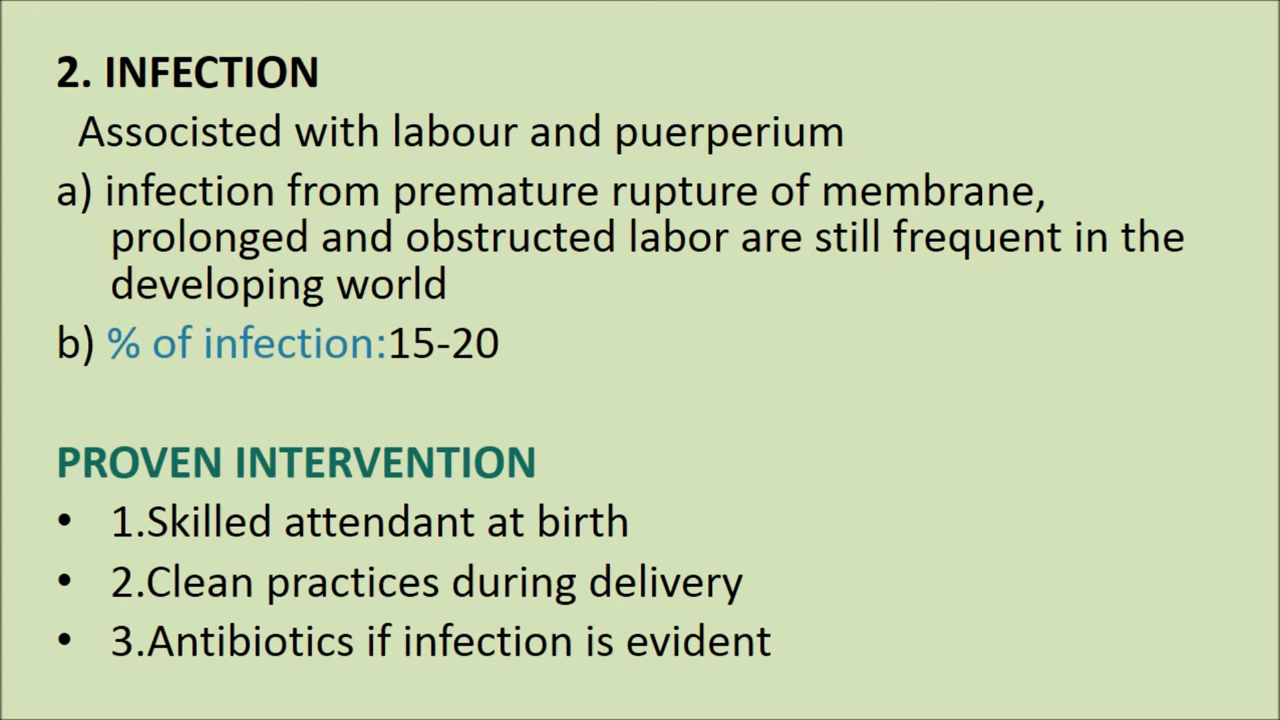 2. INFECTION
Associsted with labour and puerperium
a) infection from premature rupture of membrane,
prolonged and obstructed labor are still frequent in the
developing world
b) % of infection:15-20
PROVEN INTERVENTION
• 1.Skilled attendant at birth
• 2.Clean practices during delivery
• 3.Antibiotics if infection is evident